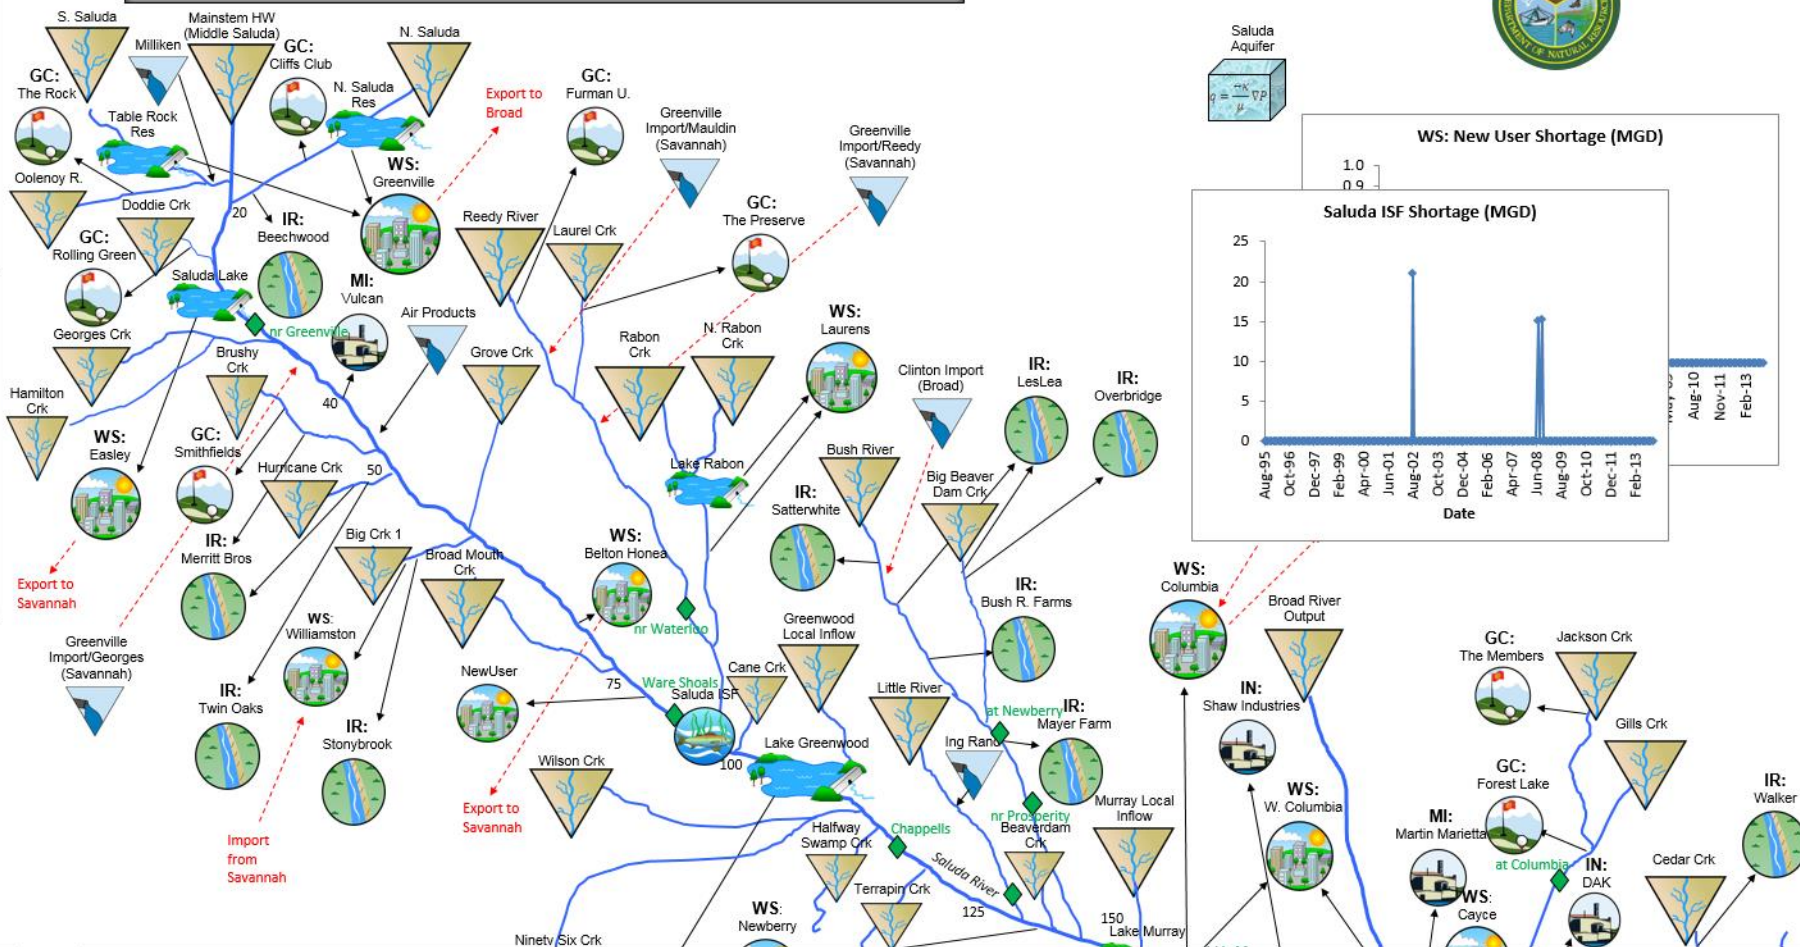 S. Saluda
Mainstem HW
(Middle Saluda)
Milliken
GC:
Cliffs Club
N. Saluda
GC:
The Rock
Table Rock
Res
N. Saluda
Res
Export to
Broad
GC:
Furman U.
Greenville
Import/Mauldin
(Savannah)
Greenville
Import/Reedy
(Savannah)
Saluda
Aquifer
DEPARTMENT OF NATURAL RESOURCES
WS: New User Shortage (MGD)
1.0
0.9
Aug-10
Nov-11
Feb-13
Saluda ISF Shortage (MGD)
25
20
15
10
5
0
Aug-95
Oct-96
Dec-97
Feb-99
Apr-00
Jun-01
Aug-02
Oct-03
Dec-04
Feb-06
Apr-07
Jun-08
Aug-09
Oct-10
Dec-11
Feb-13
Date
Oolenoy R.
Doddie Crk
20
WS:
Greenville
IR:
Beechwood
GC:
Rolling Green
Saluda Lake
MI:
Vulcan
nr Greenville
Air Products
Reedy River
Laurel Crk
GC:
The Preserve
Georges Crk
Brushy
Crk
Hamilton
Crk
40
Grove Crk
Rabon
Crk
N. Rabon
Crk
WS:
Laurens
Clinton Import
(Broad)
IR:
LesLea
IR:
Overbridge
WS:
Easley
GC:
Smithfields
Hurricane Crk
50
Lake Rabon
Bush River
Big Beaver
Dam Crk
IR:
Satterwhite
IR:
Merritt Bros
Big Crk 1
Broad Mouth
Crk
WS:
Belton Honea
Export to
Savannah
WS:
Williamston
nr Waterloo
Greenwood
Local Inflow
IR:
Bush R. Farms
WS:
Columbia
Broad River
Output
GC:
The Members
Jackson Crk
Greenville
Import/Georges
(Savannah)
IR:
Twin Oaks
IR:
Stonybrook
NewUser
75
Ware Shoals
Saluda ISF
Cane Crk
Little River
at Newberry
IR:
Mayer Farm
IN:
Shaw Industries
Gills Crk
Wilson Crk
100
Lake Greenwood
Ing Rand
GC:
Forest Lake
IR:
Walker
Import
from
Savannah
Export to
Savannah
Halfway
Swamp Crk
Chappells
nr Prosperity
Beaverdam
Crk
Murray Local
Inflow
WS:
W. Columbia
MI:
Martin Marietta
at Columbia
IN:
DAK
Cedar Crk
Saluda River
Terrapin Crk
125
150
Lake Murray
WS:
Newberry
Ninety Six Crk
WS:
Cayce